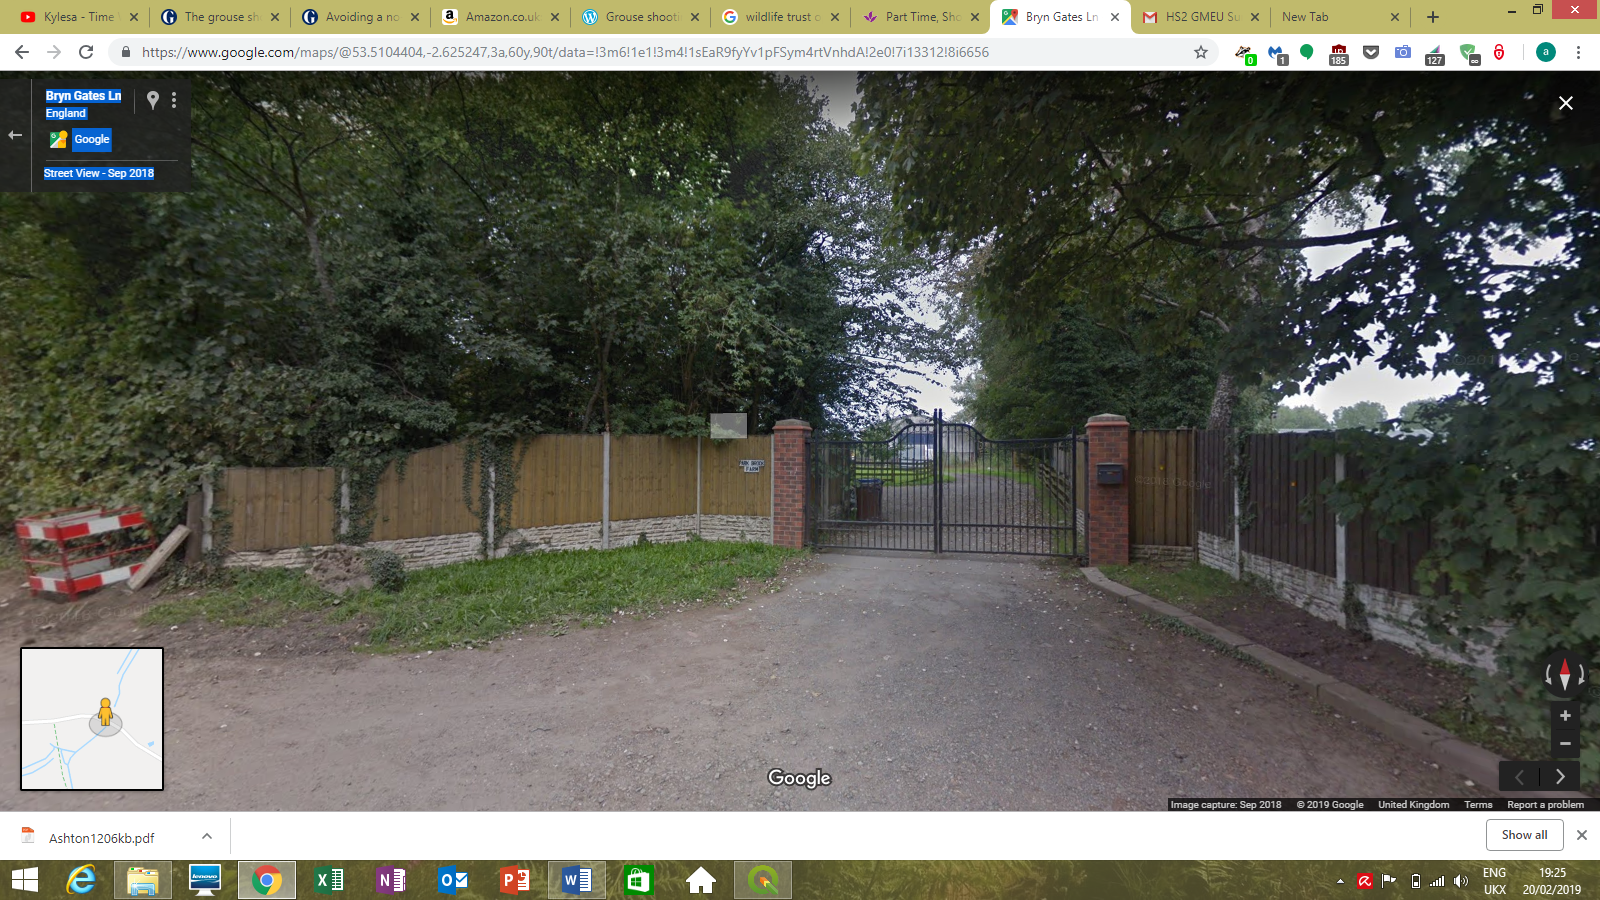 Kylesa - Time
The grouse sh
Avoiding a no
Amazon.co.uk
Grouse shooti
wildlife trust o
Part Time, Sho
Bryn Gates Ln
HS2 GMEU Su
New Tab
https://www.google.com/maps/@53.5104404,-2.625247,3a,60y,90t/data=!3m6!1e1!3m4!1sEaR9fyYv1pFSym4rtVnhdA!2e0!7i13312!8i6656
0
1
185
127
a
Bryn Gates Ln
England
Google
Street View - Sep 2018
FARM
Google
Image capture: Sep 2018 © 2019 Google United Kingdom Terms Report a problem
Ashton1206kb.pdf
Show all
lenovo
ENG
UKX
19:25
20/02/2019